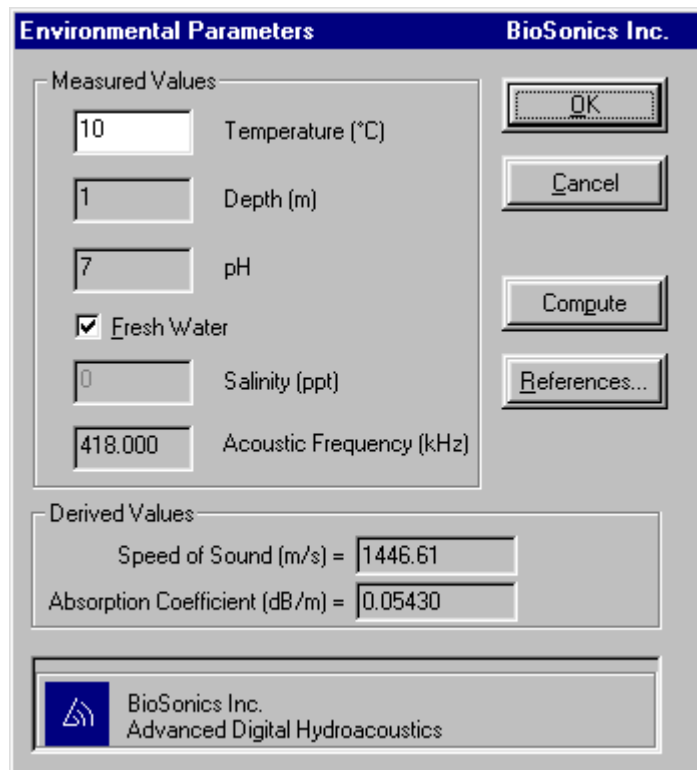 Environmental Parameters BioSonics Inc.
Measured Values
10 Temperature (°C)
1 Depth (m)
7 pH
Fresh Water
0 Salinity (ppt)
418.000 Acoustic Frequency (kHz)
OK
Cancel
Compute
References...
Derived Values
Speed of Sound (m/s) = 1446.61
Absorption Coefficient (dB/m) = 0.05430
BioSonics Inc.
Advanced Digital Hydroacoustics